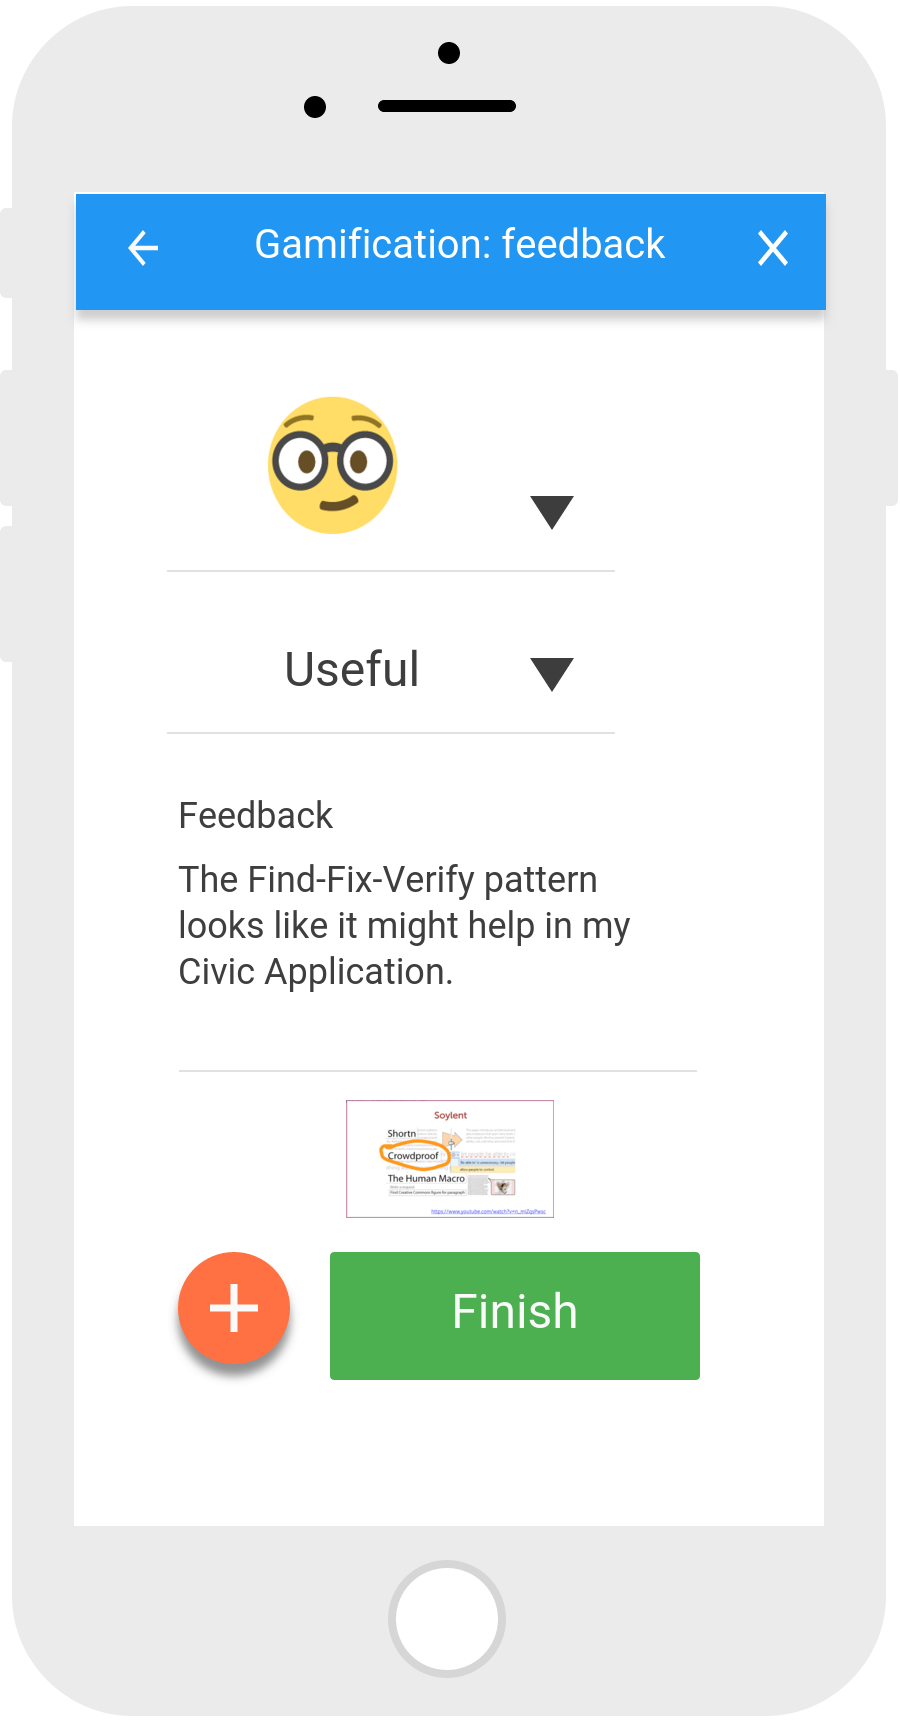 Gamification: feedback
Useful
Feedback
The Find-Fix-Verify pattern
looks like it might help in my
Civic Application.
Soylent
Shortn
Crowdproof
The Human Macro
Finish